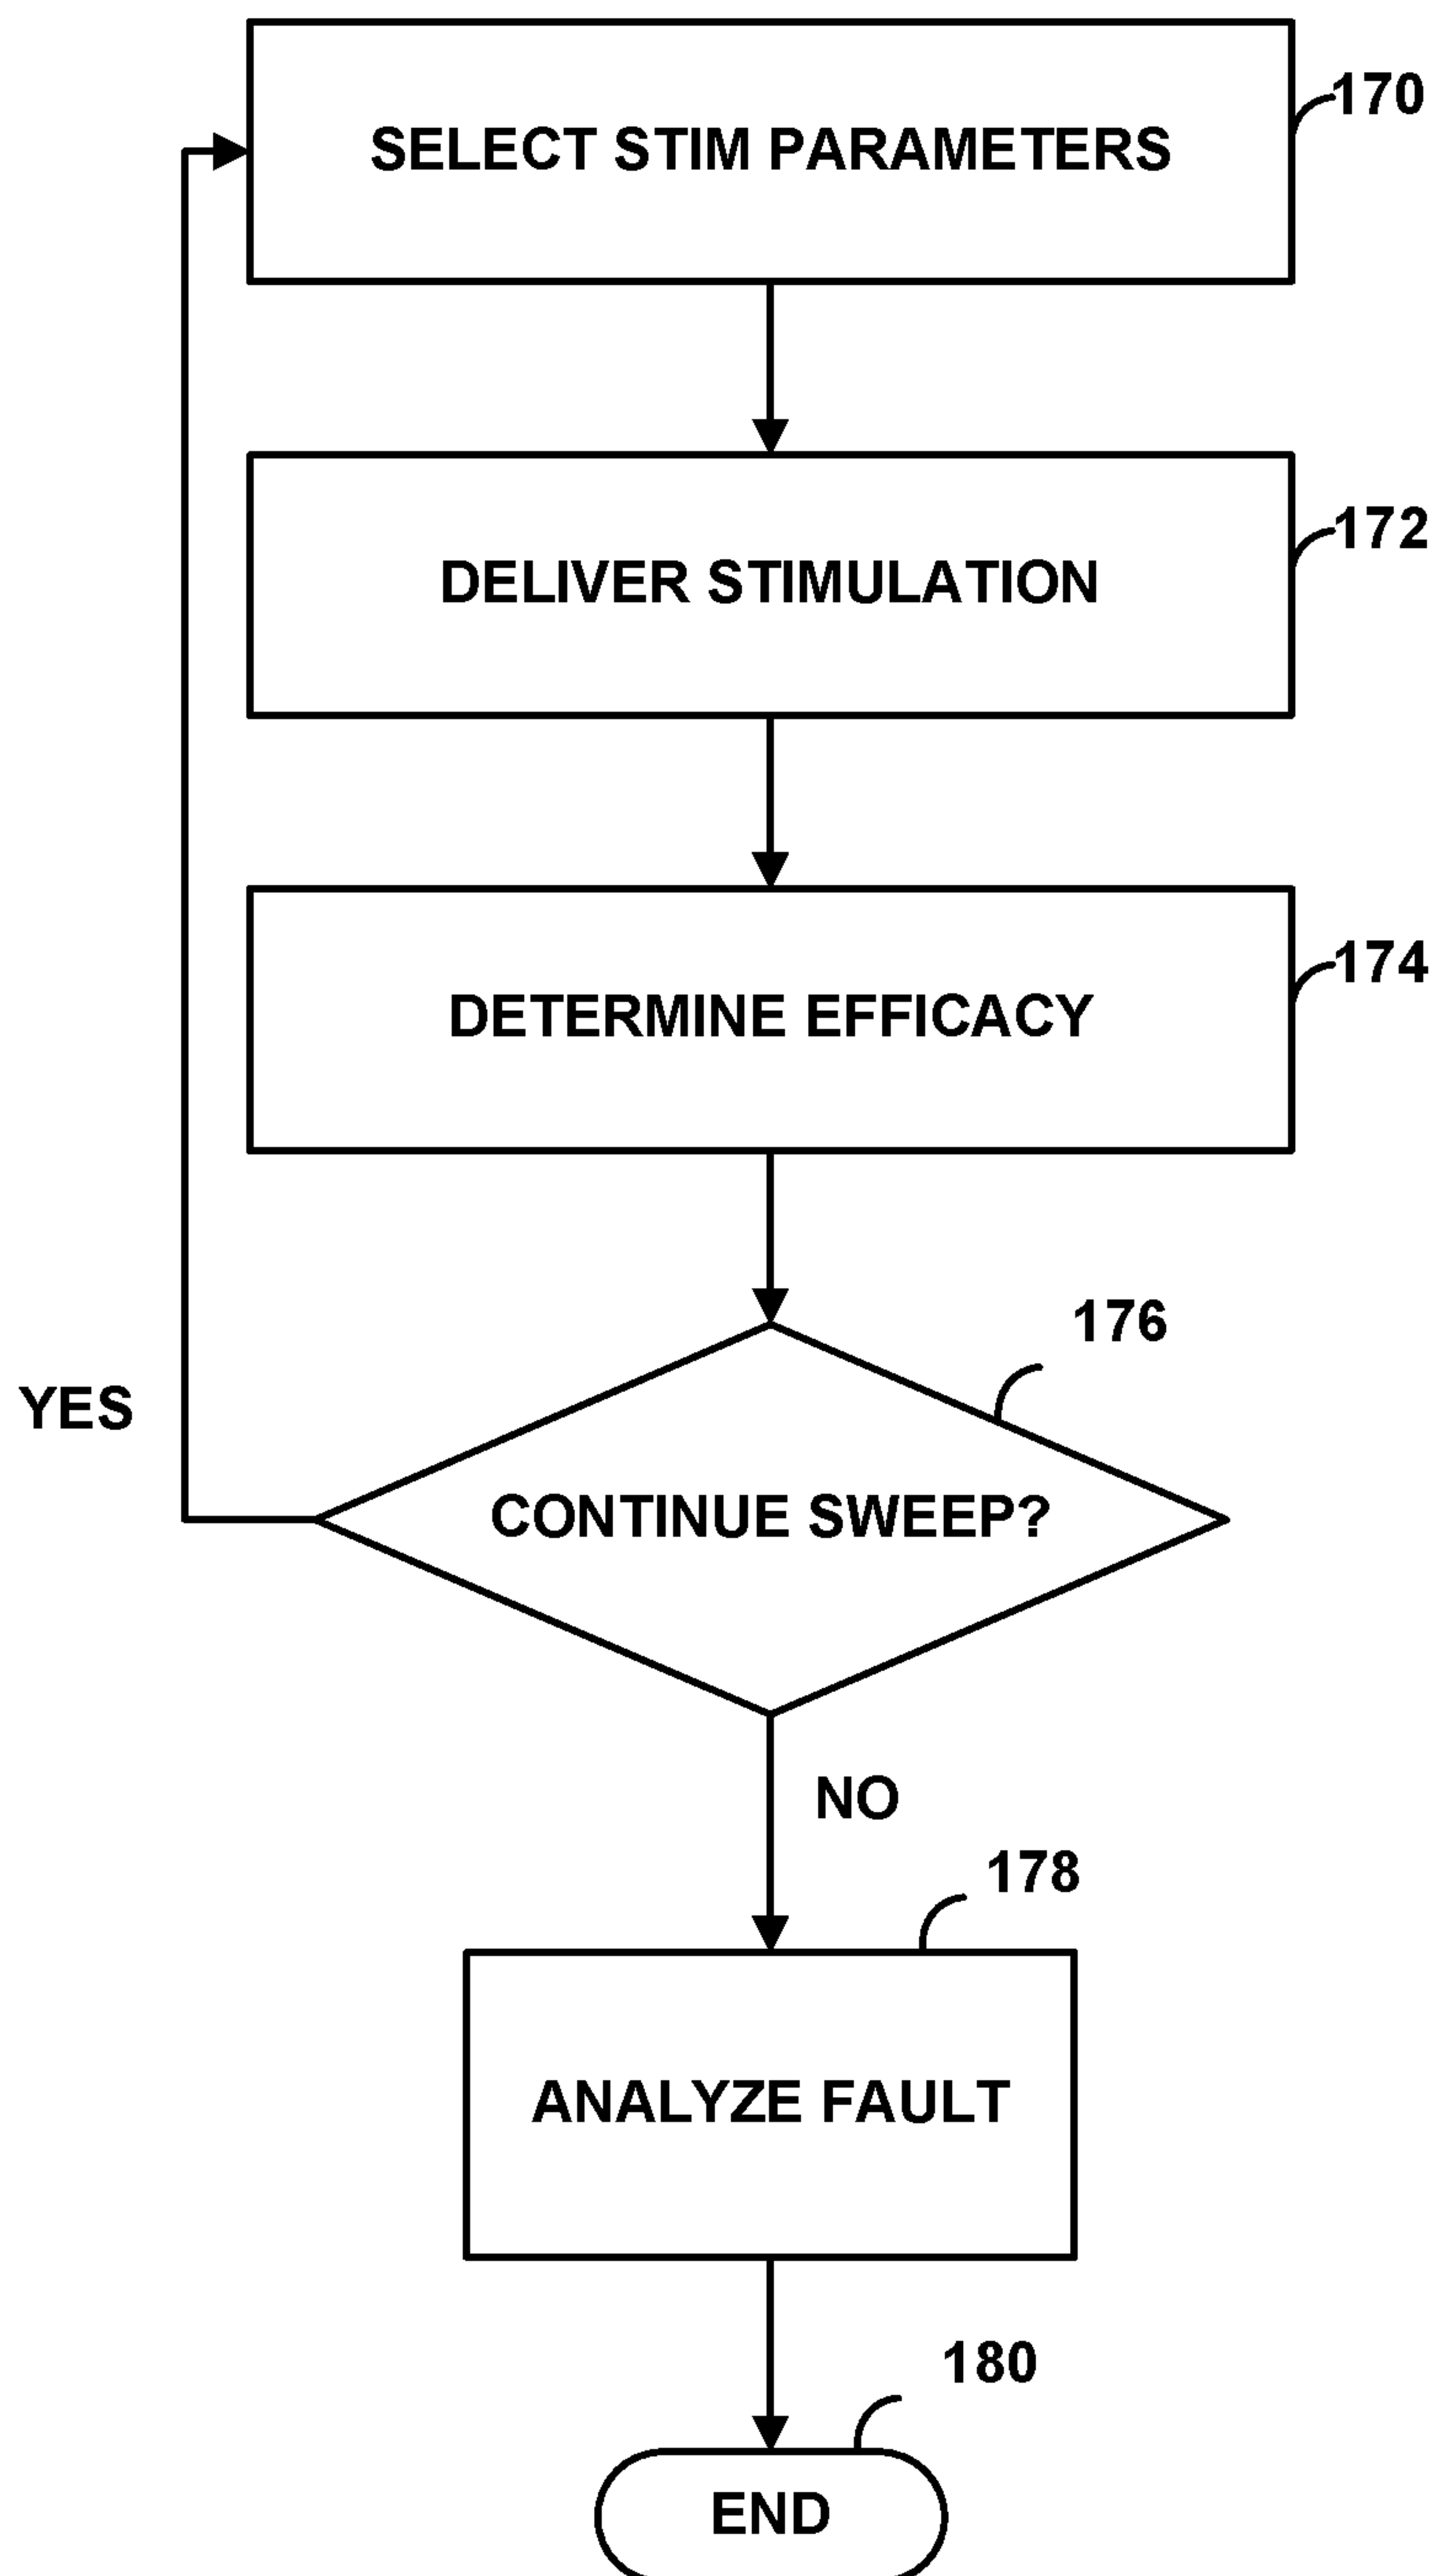 SELECT STIM PARAMETERS
170
DELIVER STIMULATION
172
DETERMINE EFFICACY
174
176
YES
CONTINUE SWEEP?
NO
178
ANALYZE FAULT
180
END